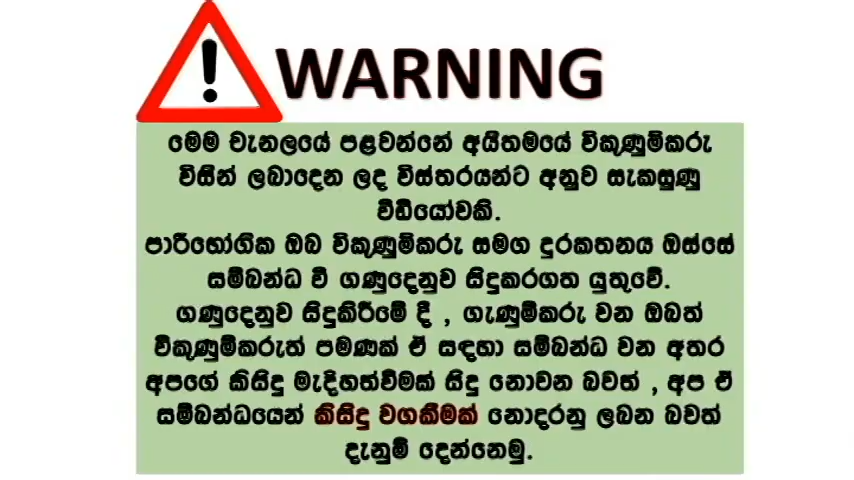 WARNING
මෙම චැනලයේ පළවන්නේ අයිතමයේ විකුණුම්කරු
විසින් ලබාදෙන ලද විස්තරයන්ට අනුව සැකසුණු
වීඩියෝවකි.
පාරිභෝගික ඔබ විකුණුම්කරු සමග දුරකතනය ඔස්සේ
සම්බන්ධ වී ගණුදෙනුව සිදුකරගත යුතුවේ.
ගණුදෙනුව සිදුකිරීමේ දී , ගැණුම්කරු වන ඔබත්
විකුණුම්කරුත් පමණක් ඒ සඳහා සම්බන්ධ වන අතර
අපගේ කිසිදු මැදිහත්වීමක් සිදු නොවන බවත් , අප ඒ
සම්බන්ධයෙන් කිසිදු වගකීමක් නොදරනු ලබන බවත්
දැනුම් දෙන්නෙමු.